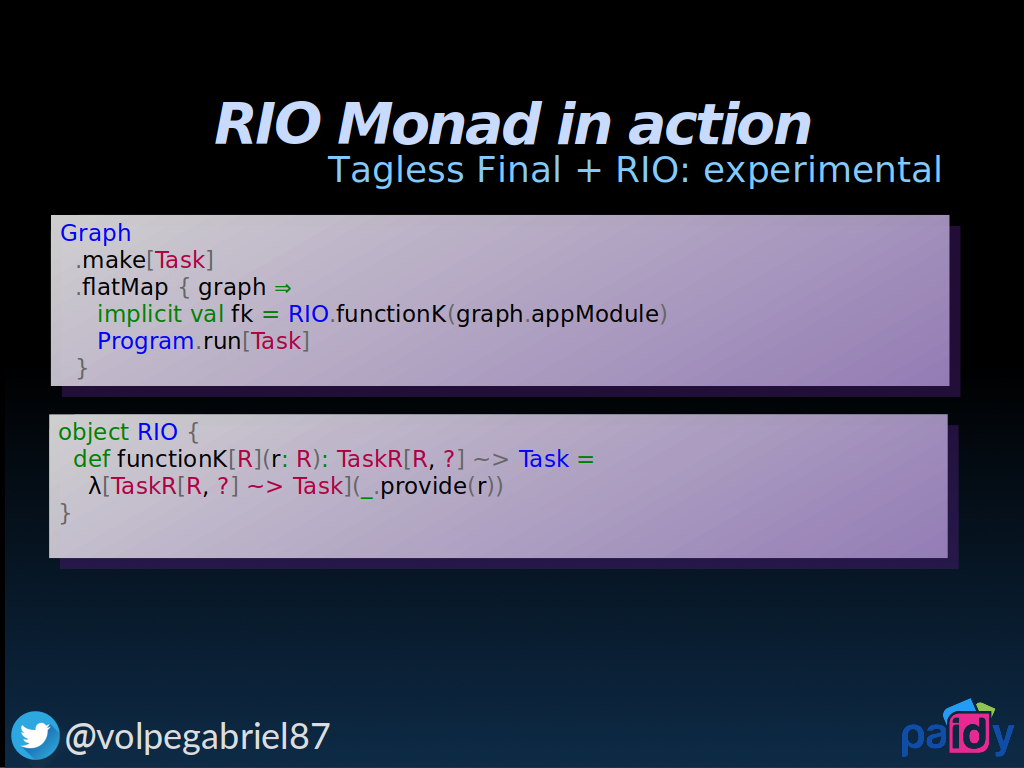 RIO Monad in action
Tagless Final + RIO: experimental
Graph
  .make[Task]
  .flatMap { graph ⇒
    implicit val fk = RIO.functionK(graph.appModule)
    Program.run[Task]
  }
object RIO {
  def functionK[R](r: R): TaskR[R, ?] ~> Task =
    λ[TaskR[R, ?] ~> Task](_.provide(r))
}
@volpegabriel87
paidy